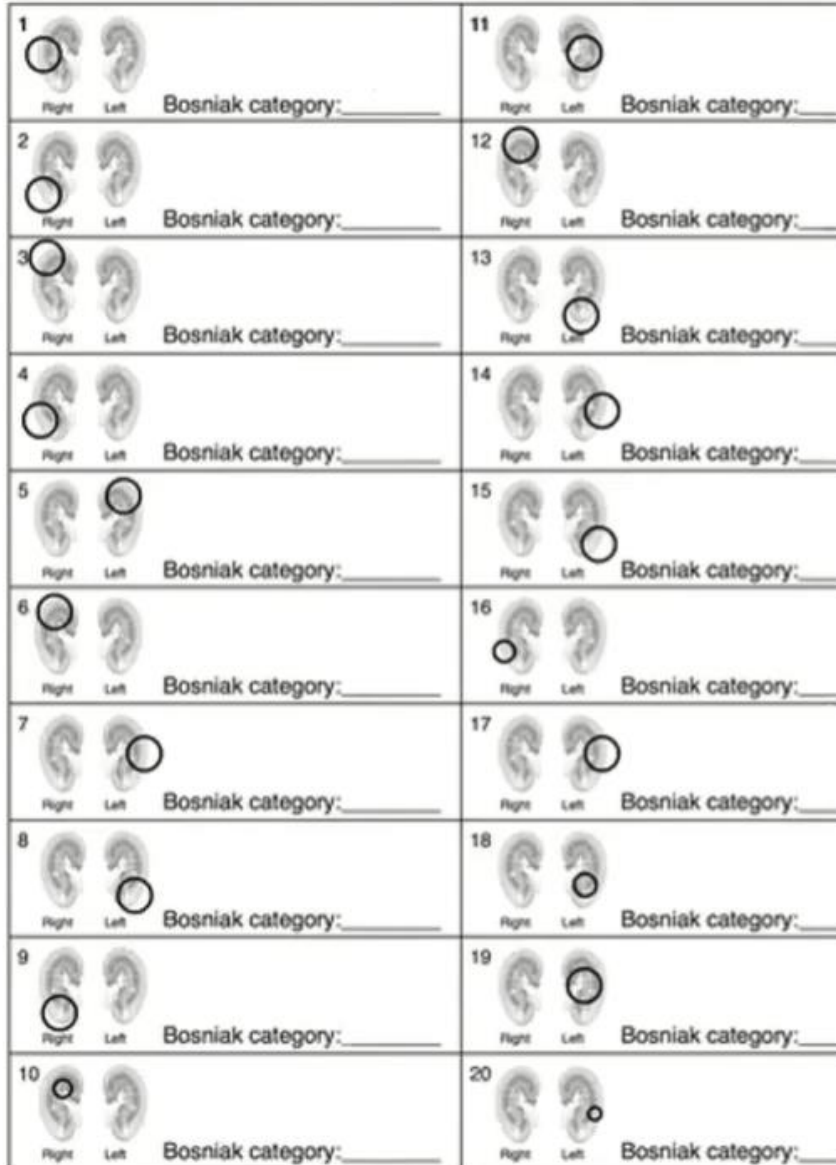 1
Right Left Bosniak category:________
2
Right Left Bosniak category:________
3
Right Left Bosniak category:________
4
Right Left Bosniak category:________
5
Right Left Bosniak category:________
6
Right Left Bosniak category:________
7
Right Left Bosniak category:________
8
Right Left Bosniak category:________
9
Right Left Bosniak category:________
10
Right Left Bosniak category:________
11
Right Left Bosniak category:___
12
Right Left Bosniak category:___
13
Right Left Bosniak category:___
14
Right Left Bosniak category:___
15
Right Left Bosniak category:___
16
Right Left Bosniak category:___
17
Right Left Bosniak category:___
18
Right Left Bosniak category:___
19
Right Left Bosniak category:___
20
Right Left Bosniak category:___